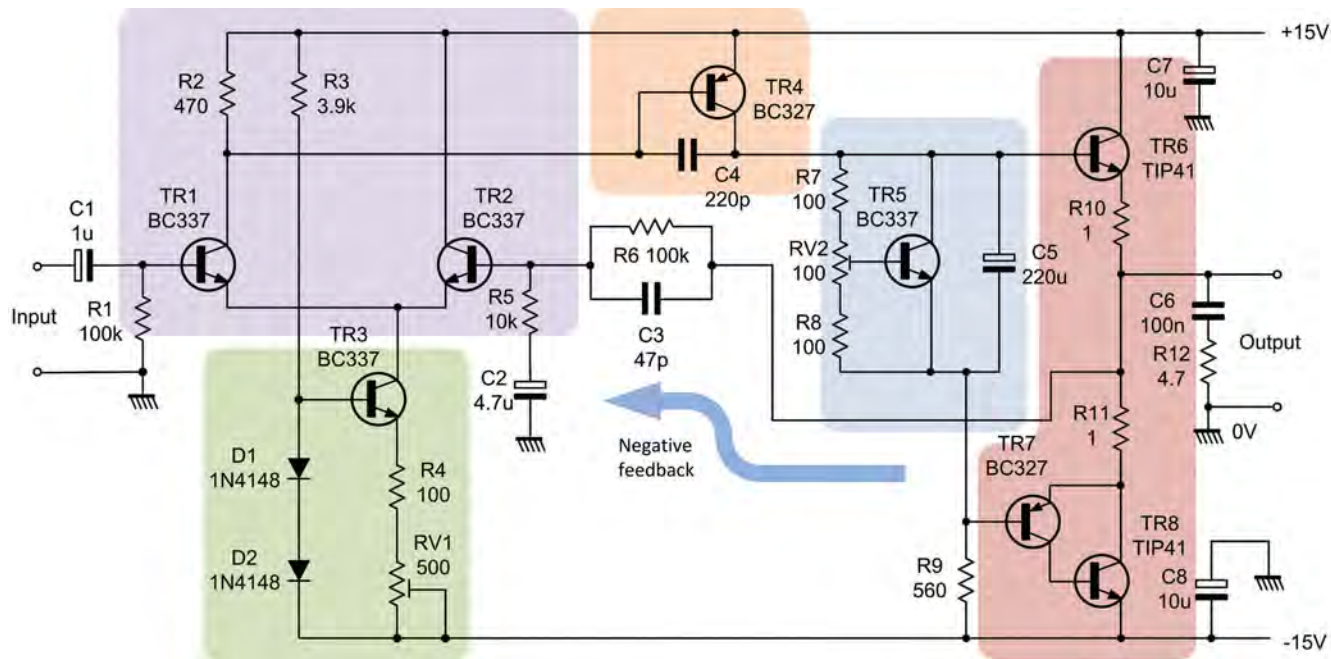 +15V
R2
470
R3
3.9k
TR4
BC327
C7
10u
TR6
TIP41
C4
220p
TR1
BC337
TR2
BC337
C1
1u
R7
100
TR5
BC337
R10
1
R6 100k
RV2
100
C5
220u
Input
R1
100k
R5
10k
C3
47p
R8
100
C6
100n
R12
4.7
Output
TR3
BC337
C2
4.7u
R11
1
0V
Negative
feedback
TR7
BC327
D1
1N4148
R4
100
TR8
TIP41
D2
1N4148
RV1
500
R9
560
C8
10u
-15V